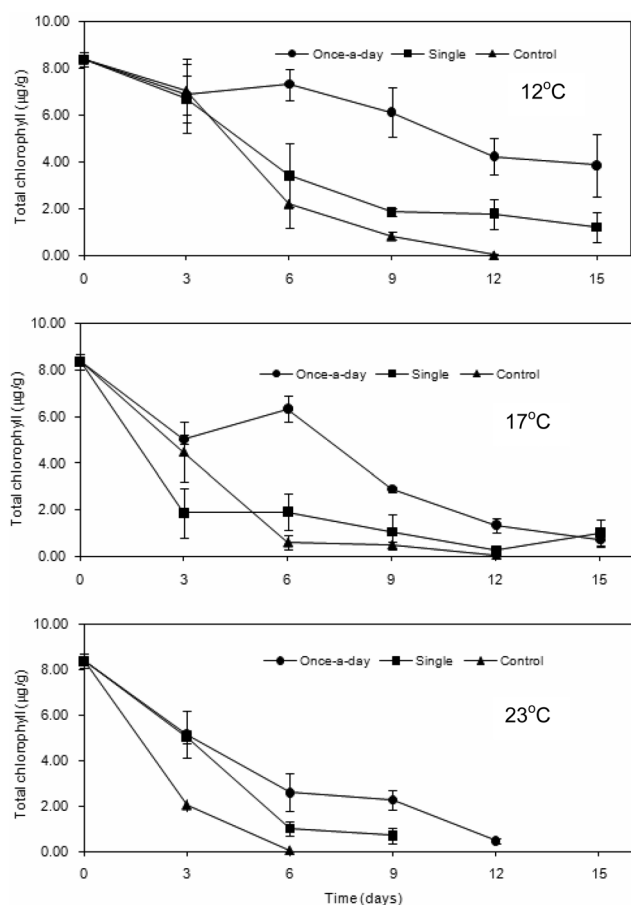 10.00
Once-a-day Single Control
8.00
12°C
6.00
4.00
2.00
0.00
Total chlorophyll (µg/g)
0 3 6 9 12 15
10.00
Once-a-day Single Control
8.00
17°C
6.00
4.00
2.00
0.00
Total chlorophyll (µg/g)
0 3 6 9 12 15
10.00
Once-a-day Single Control
8.00
23°C
6.00
4.00
2.00
0.00
Total chlorophyll (µg/g)
0 3 6 9 12 15
Time (days)